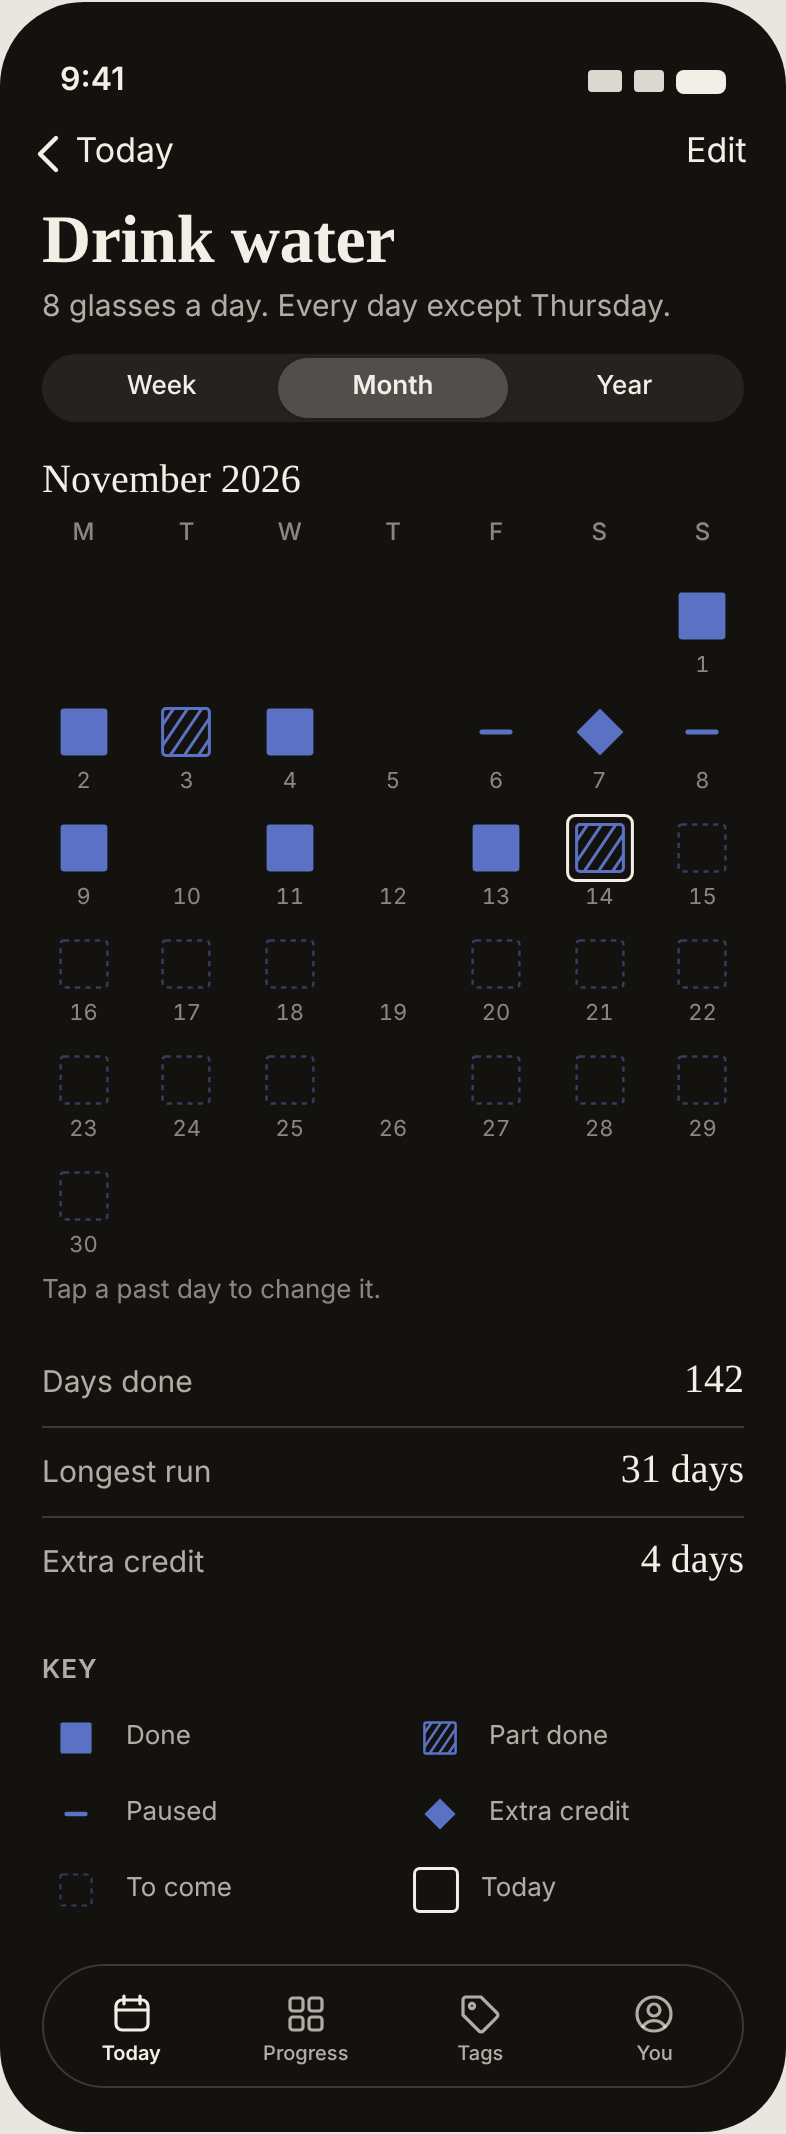 9:41
Today
Edit
Drink water
8 glasses a day. Every day except Thursday.
Week Month Year
November 2026
M T W T F S S
1
2 3 4 5 6 7 8
9 10 11 12 13 14 15
16 17 18 19 20 21 22
23 24 25 26 27 28 29
30
Tap a past day to change it.
Days done 142
Longest run 31 days
Extra credit 4 days
KEY
Done Part done
Paused Extra credit
To come Today
Today Progress Tags You